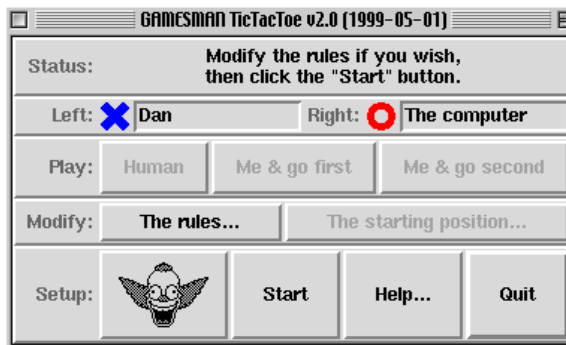 GAMESMAN TicTacToe v2.0 (1999-05-01)
Status: Modify the rules if you wish,
then click the "Start" button.
Left: Dan Right: The computer
Play: Human Me & go first Me & go second
Modify: The rules... The starting position...
Setup: Start Help... Quit